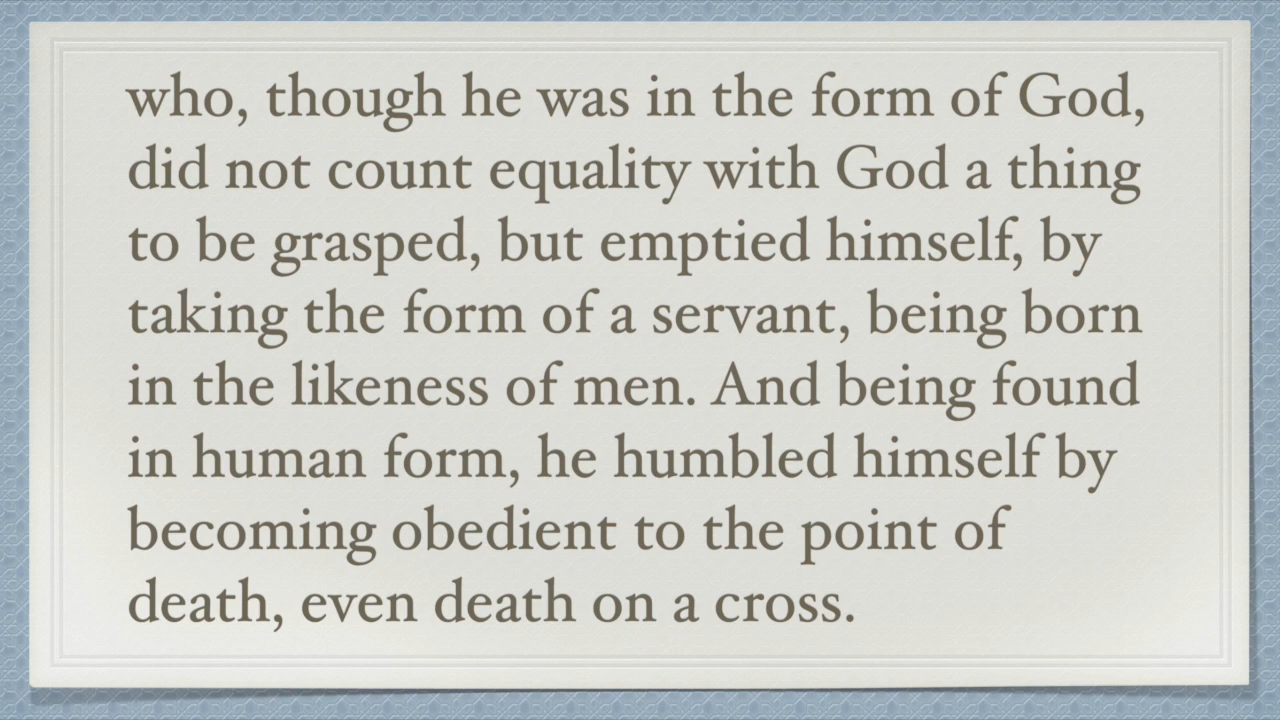 who, though he was in the form of God,
did not count equality with God a thing
to be grasped, but emptied himself, by
taking the form of a servant, being born
in the likeness of men. And being found
in human form, he humbled himself by
becoming obedient to the point of
death, even death on a cross.